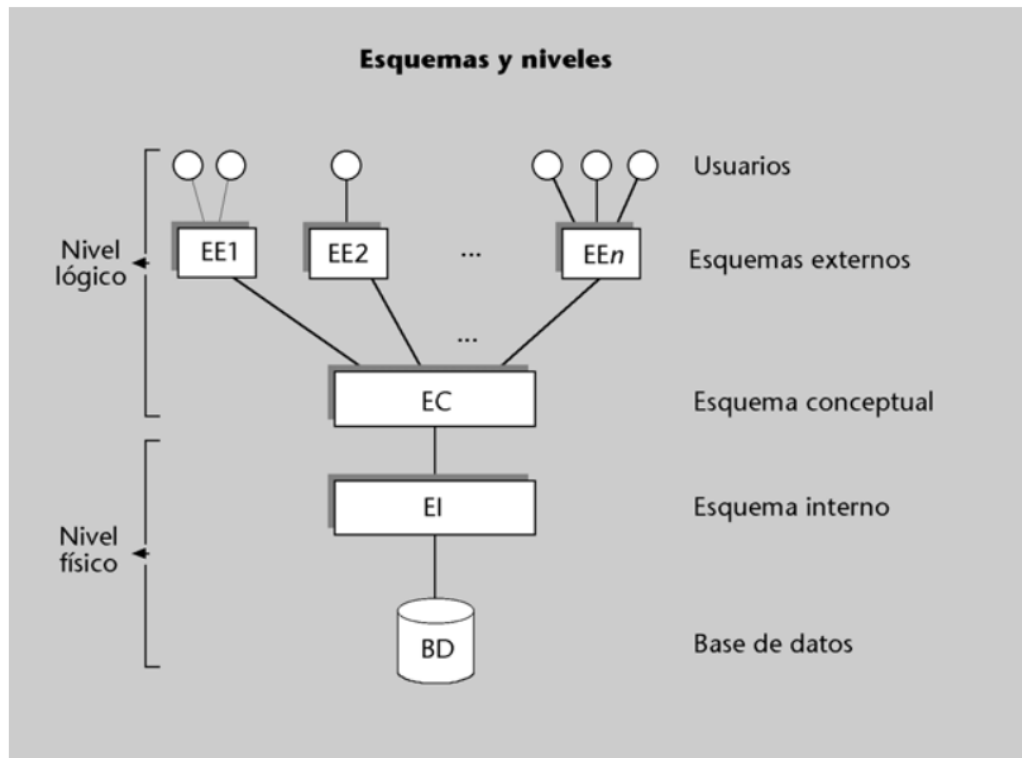 Esquemas y niveles
Usuarios
Nivel
lógico
EE1
EE2
...
EEn
Esquemas externos
...
EC
Esquema conceptual
EI
Esquema interno
Nivel
físico
BD
Base de datos